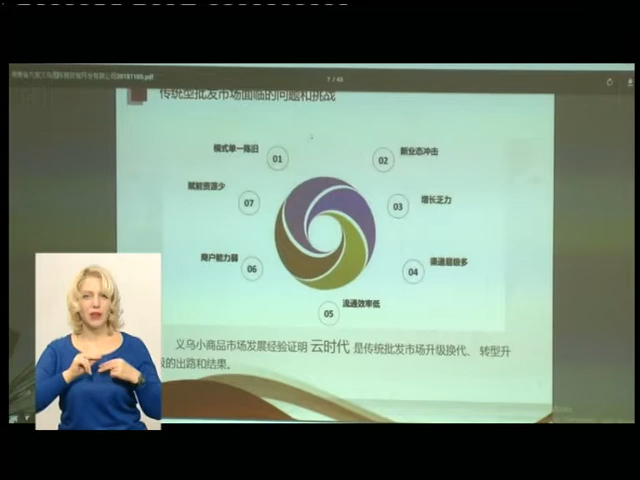 7 / 43
传统型批发市场面临的问题和挑战
模式单一陈旧
01
02
新业态冲击
赋能资源少
07
03
增长乏力
商户能力弱
06
04
渠道层级多
05
流通效率低
义乌小商品市场发展经验证明 云时代 是传统批发市场升级换代、转型升
级的出路和结果。